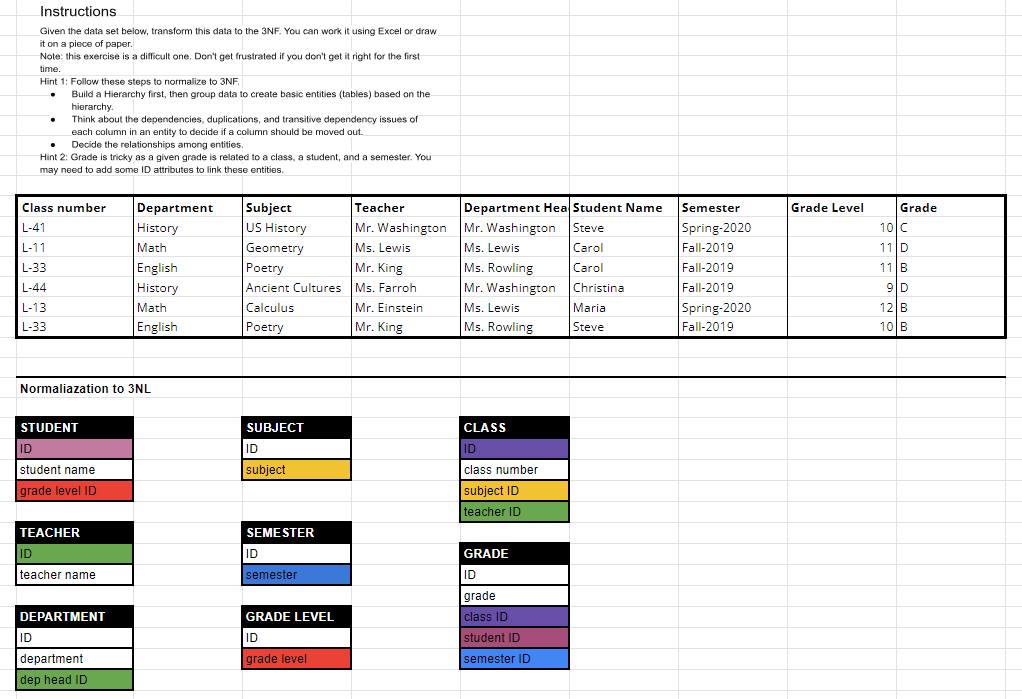 Instructions
Given the data set below, transform this data to the 3NF. You can work it using Excel or draw
it on a piece of paper.
Note: this exercise is a difficult one. Don't get frustrated if you don't get it right for the first
time.
Hint 1: Follow these steps to normalize to 3NF.
● Build a Hierarchy first, then group data to create basic entities (tables) based on the
hierarchy.
● Think about the dependencies, duplications, and transitive dependency issues of
each column in an entity to decide if a column should be moved out.
● Decide the relationships among entities.
Hint 2: Grade is tricky as a given grade is related to a class, a student, and a semester. You
may need to add some ID attributes to link these entities.
Class number Department Subject Teacher Department Hea Student Name Semester Grade Level Grade
L-41 History US History Mr. Washington Mr. Washington Steve Spring-2020 10 C
L-11 Math Geometry Ms. Lewis Ms. Lewis Carol Fall-2019 11 D
L-33 English Poetry Mr. King Ms. Rowling Carol Fall-2019 11 B
L-44 History Ancient Cultures Ms. Farroh Mr. Washington Christina Fall-2019 9 D
L-13 Math Calculus Mr. Einstein Ms. Lewis Maria Spring-2020 12 B
L-33 English Poetry Mr. King Ms. Rowling Steve Fall-2019 10 B
Normaliazation to 3NL
STUDENT
ID
student name
grade level ID
SUBJECT
ID
subject
CLASS
ID
class number
subject ID
teacher ID
TEACHER
ID
teacher name
SEMESTER
ID
semester
GRADE
ID
grade
class ID
student ID
semester ID
DEPARTMENT
ID
department
dep head ID
GRADE LEVEL
ID
grade level